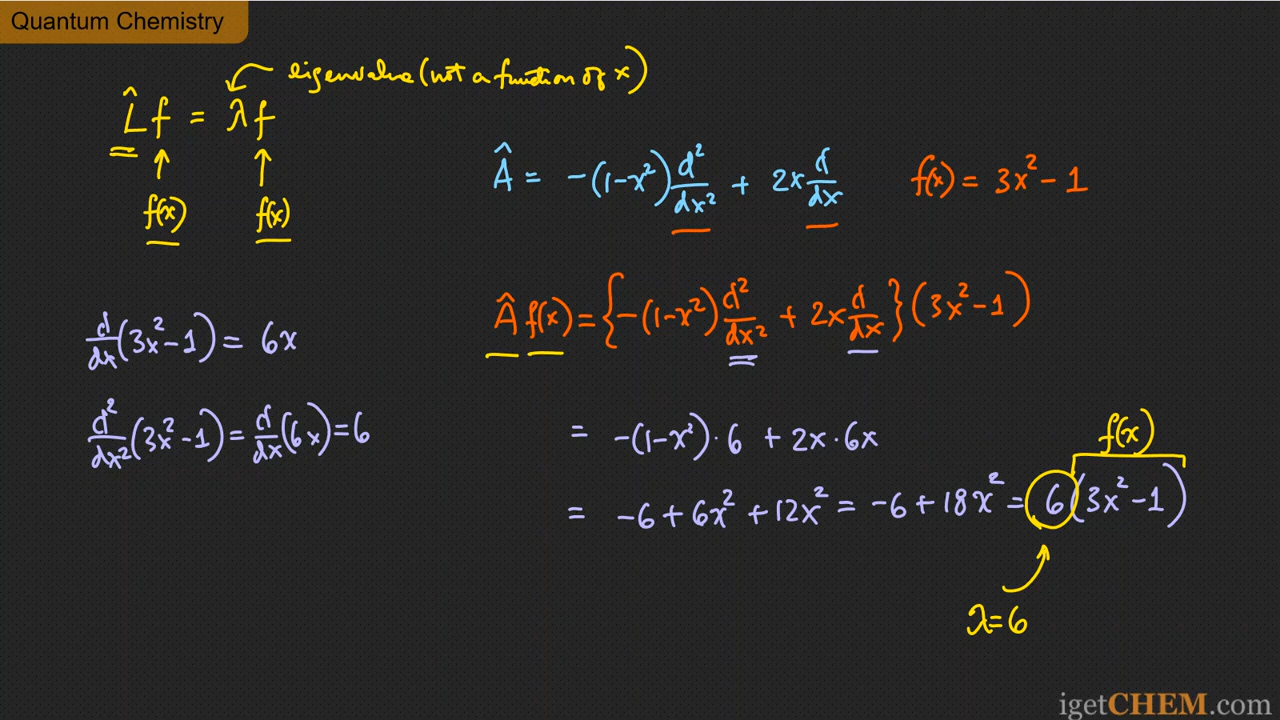 Quantum Chemistry
eigenvalue (not a function of x)
L̂f = λf
f(x) f(x)
Â = -(1-x²) d²/dx² + 2x d/dx f(x) = 3x² - 1
Â f(x) = {-(1-x²) d²/dx² + 2x d/dx}(3x² - 1)
d/dx(3x²-1) = 6x
d²/dx²(3x²-1) = d/dx(6x) = 6
= -(1-x²)·6 + 2x·6x
f(x)
= -6 + 6x² + 12x² = -6 + 18x² = 6(3x²-1)
λ=6
igetCHEM.com